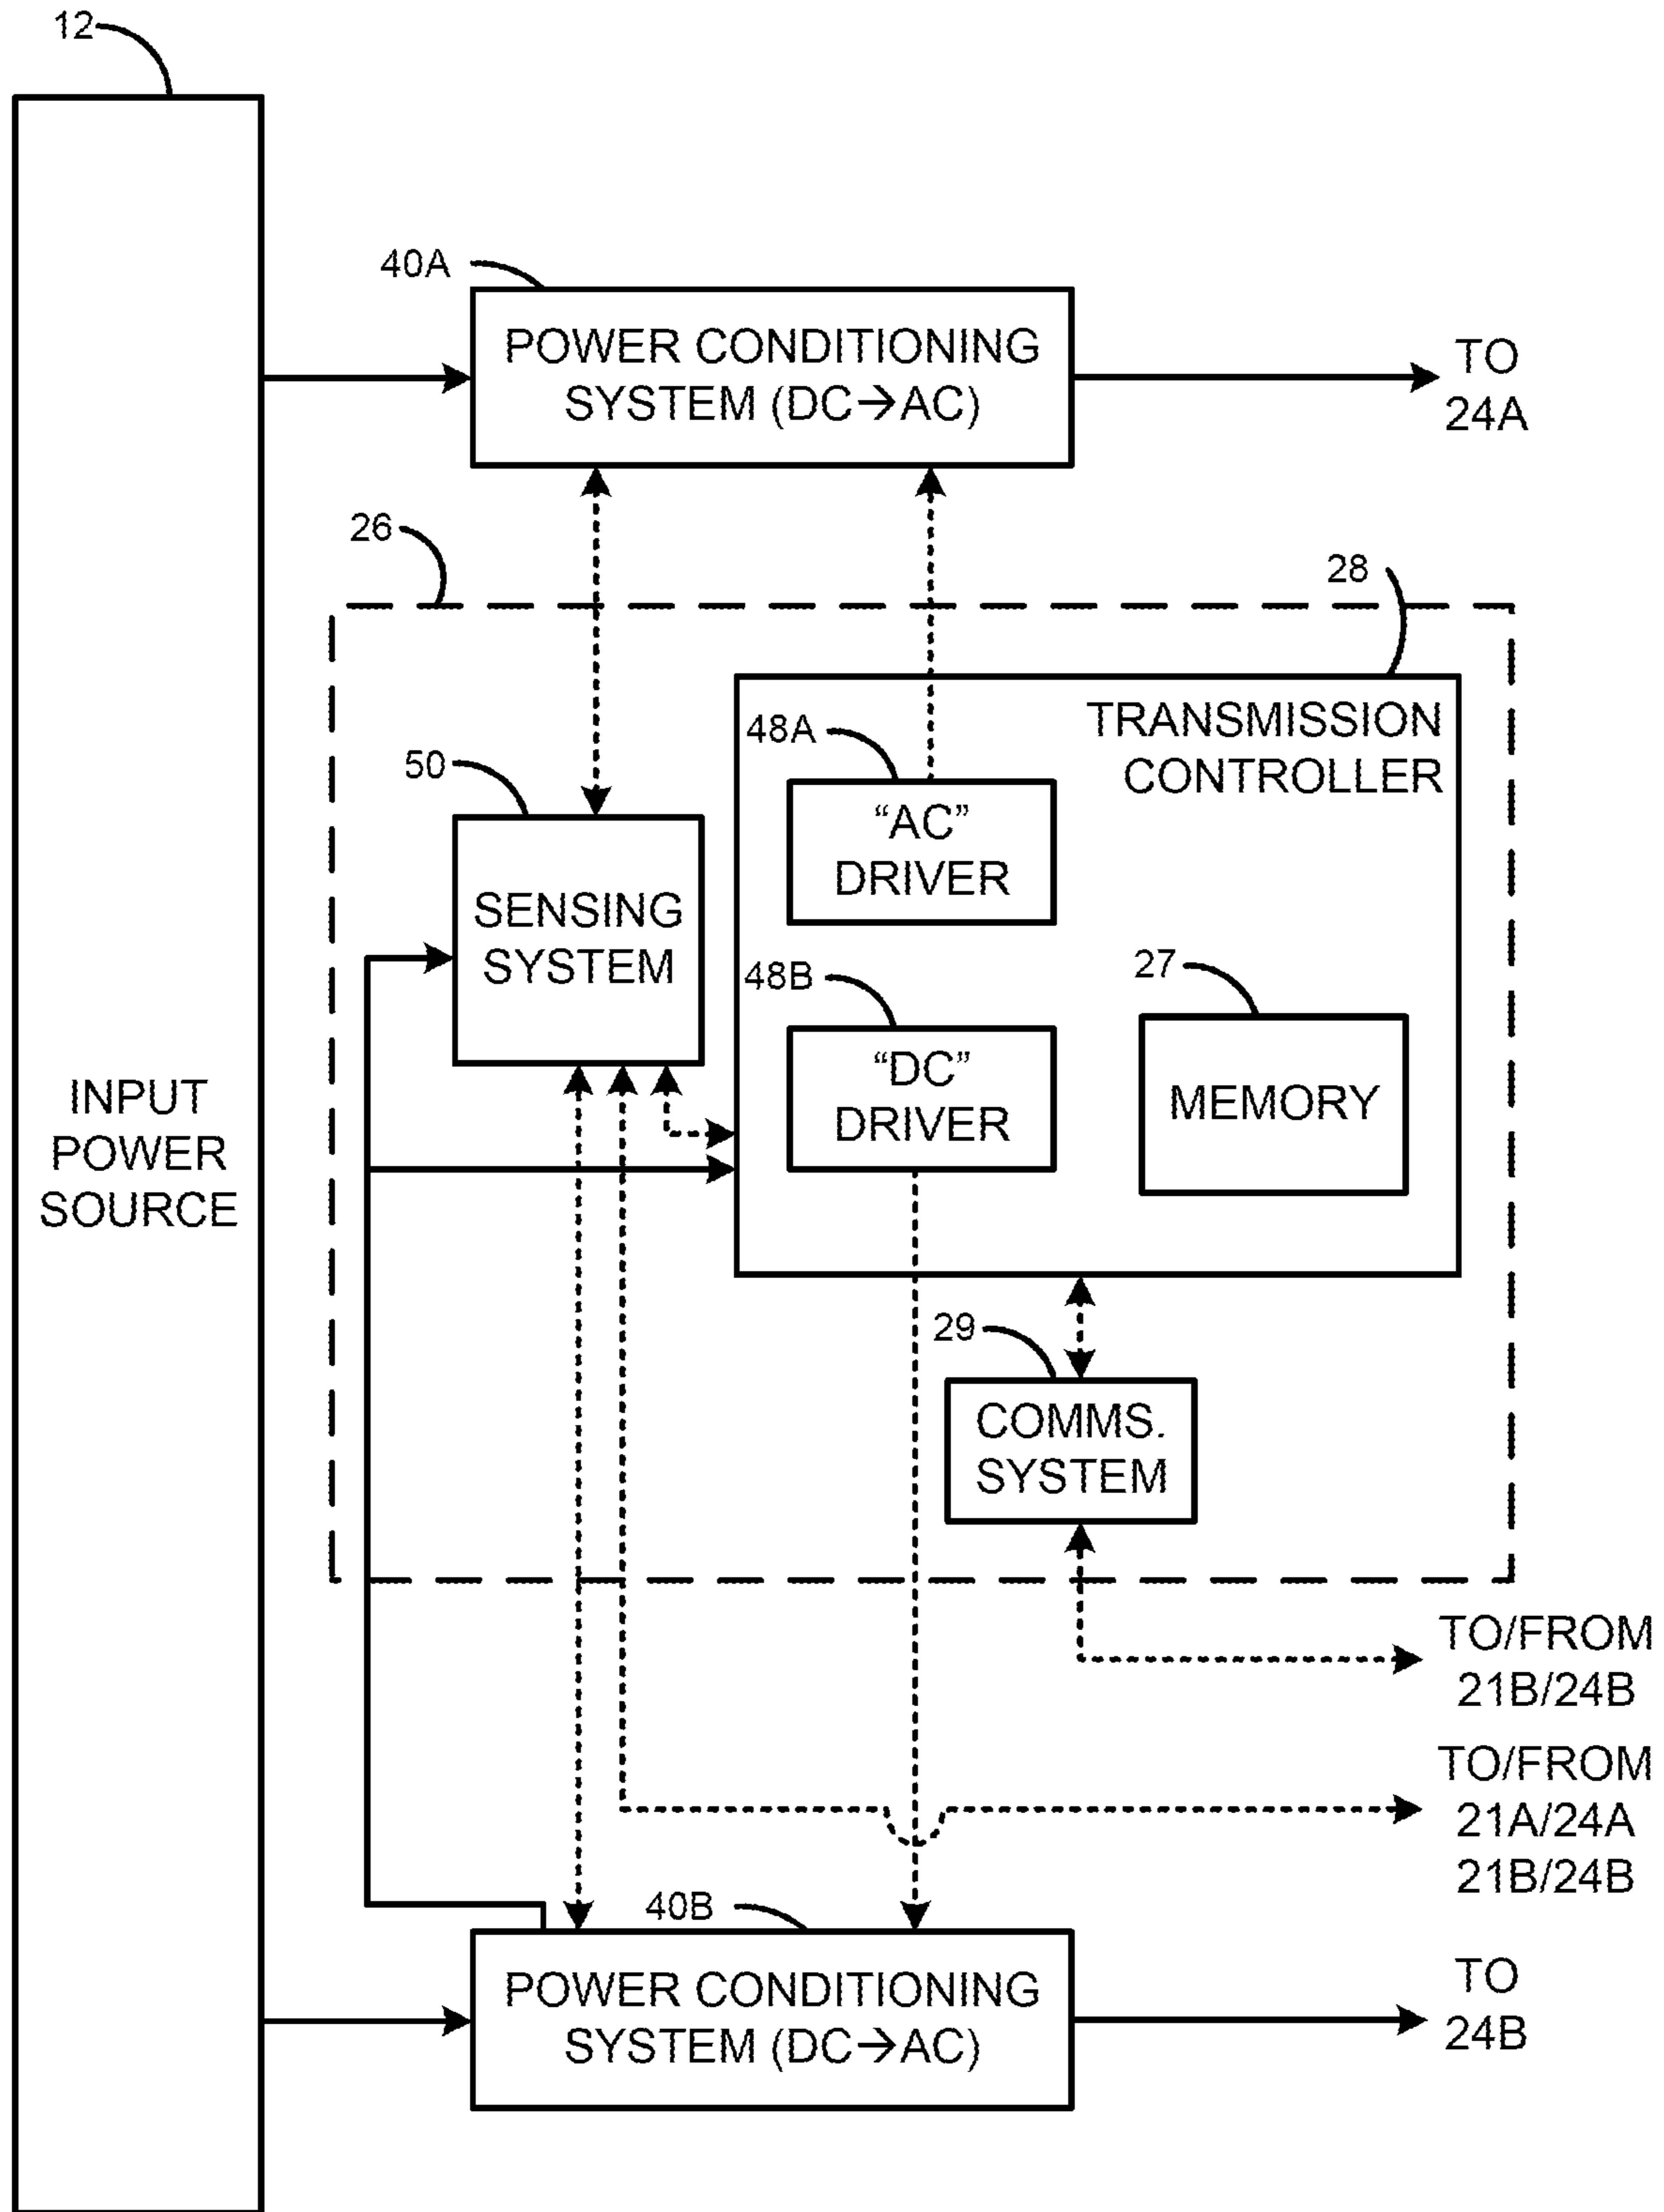 12
40A
POWER CONDITIONING
SYSTEM (DC→AC)
TO
24A
26
28
TRANSMISSION
CONTROLLER
48A
50
“AC”
DRIVER
SENSING
SYSTEM
48B
27
“DC”
DRIVER
MEMORY
INPUT
POWER
SOURCE
29
COMMS.
SYSTEM
TO/FROM
21B/24B
TO/FROM
21A/24A
21B/24B
40B
POWER CONDITIONING
SYSTEM (DC→AC)
TO
24B